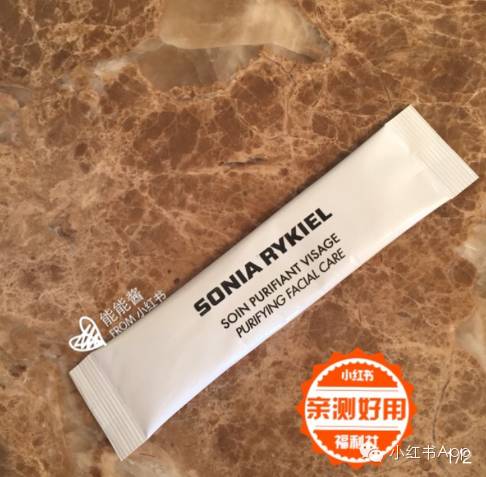 SONIA RYKIEL
SOIN PURIFIANT VISAGE
PURIFYING FACIAL CARE
能能酱
FROM 小红书
小红书
亲测好用
福利社
小红书App
1/2